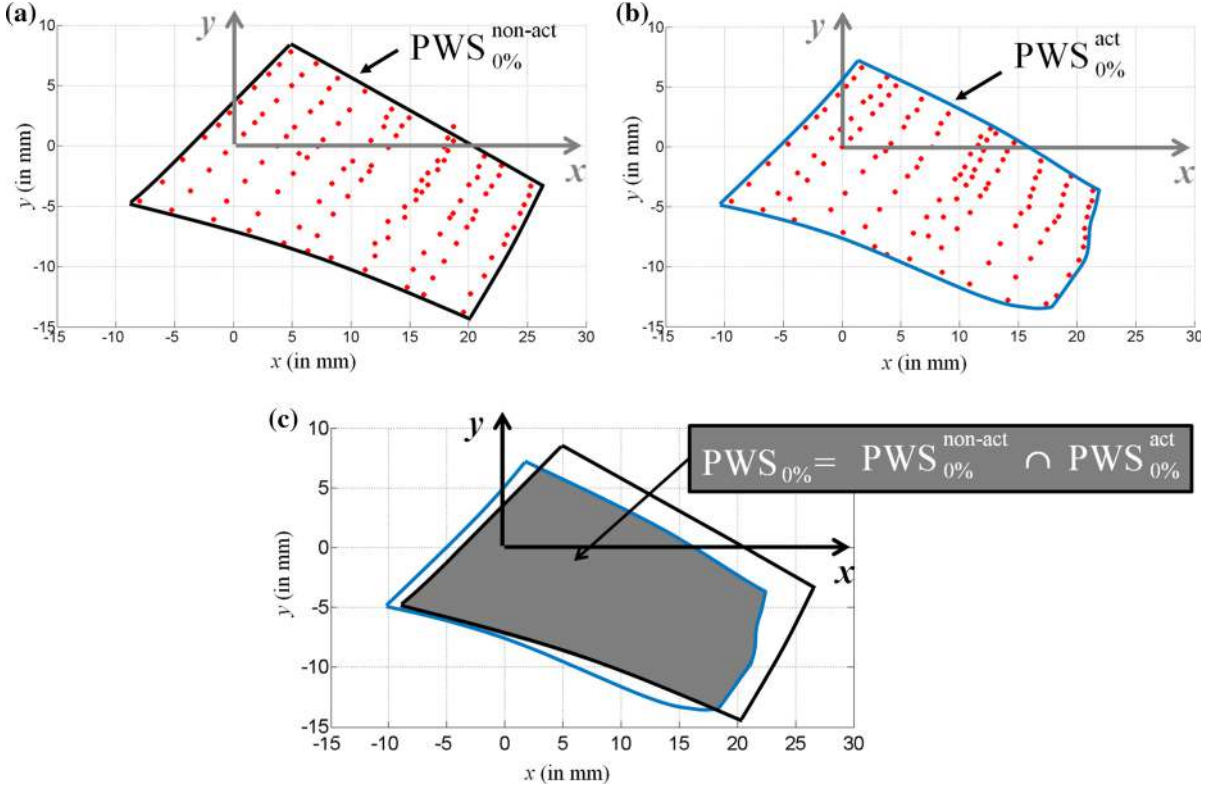 (a)
y
PWS 0% non-act
10
5
0
-5
-10
-15
y (in mm)
x
-15 -10 -5 0 5 10 15 20 25 30
x (in mm)
(b)
y
PWS 0% act
10
5
0
-5
-10
-15
y (in mm)
x
-15 -10 -5 0 5 10 15 20 25 30
x (in mm)
(c)
y
PWS 0% = PWS 0% non-act ∩ PWS 0% act
10
5
0
-5
-10
-15
y (in mm)
x
-15 -10 -5 0 5 10 15 20 25 30
x (in mm)